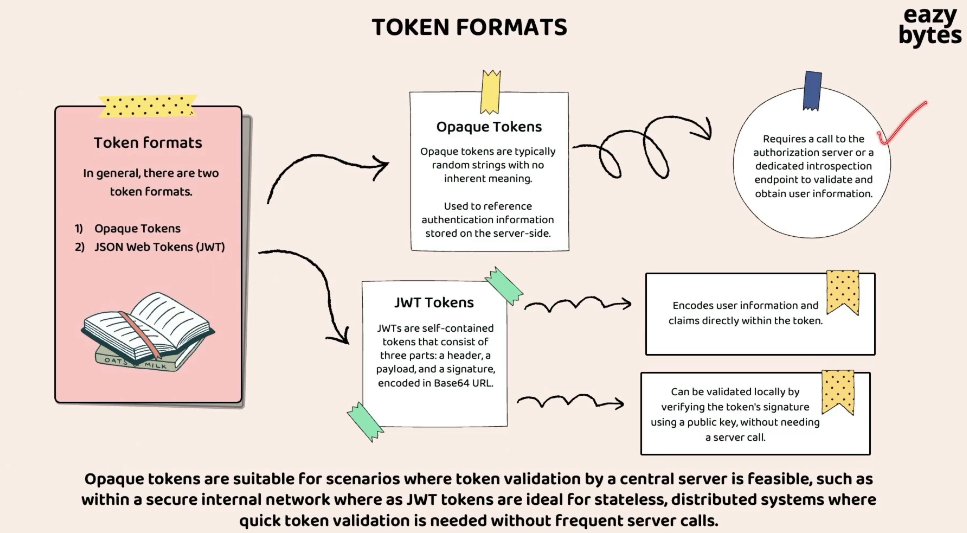 TOKEN FORMATS
eazy
bytes
Token formats
In general, there are two
token formats.
1) Opaque Tokens
2) JSON Web Tokens (JWT)
OATS MILK
Opaque Tokens
Opaque tokens are typically
random strings with no
inherent meaning.
Used to reference
authentication information
stored on the server-side.
Requires a call to the
authorization server or a
dedicated introspection
endpoint to validate and
obtain user information.
JWT Tokens
JWTs are self-contained
tokens that consist of
three parts: a header, a
payload, and a signature,
encoded in Base64 URL.
Encodes user information and
claims directly within the token.
Can be validated locally by
verifying the token's signature
using a public key, without needing
a server call.
Opaque tokens are suitable for scenarios where token validation by a central server is feasible, such as
within a secure internal network where as JWT tokens are ideal for stateless, distributed systems where
quick token validation is needed without frequent server calls.